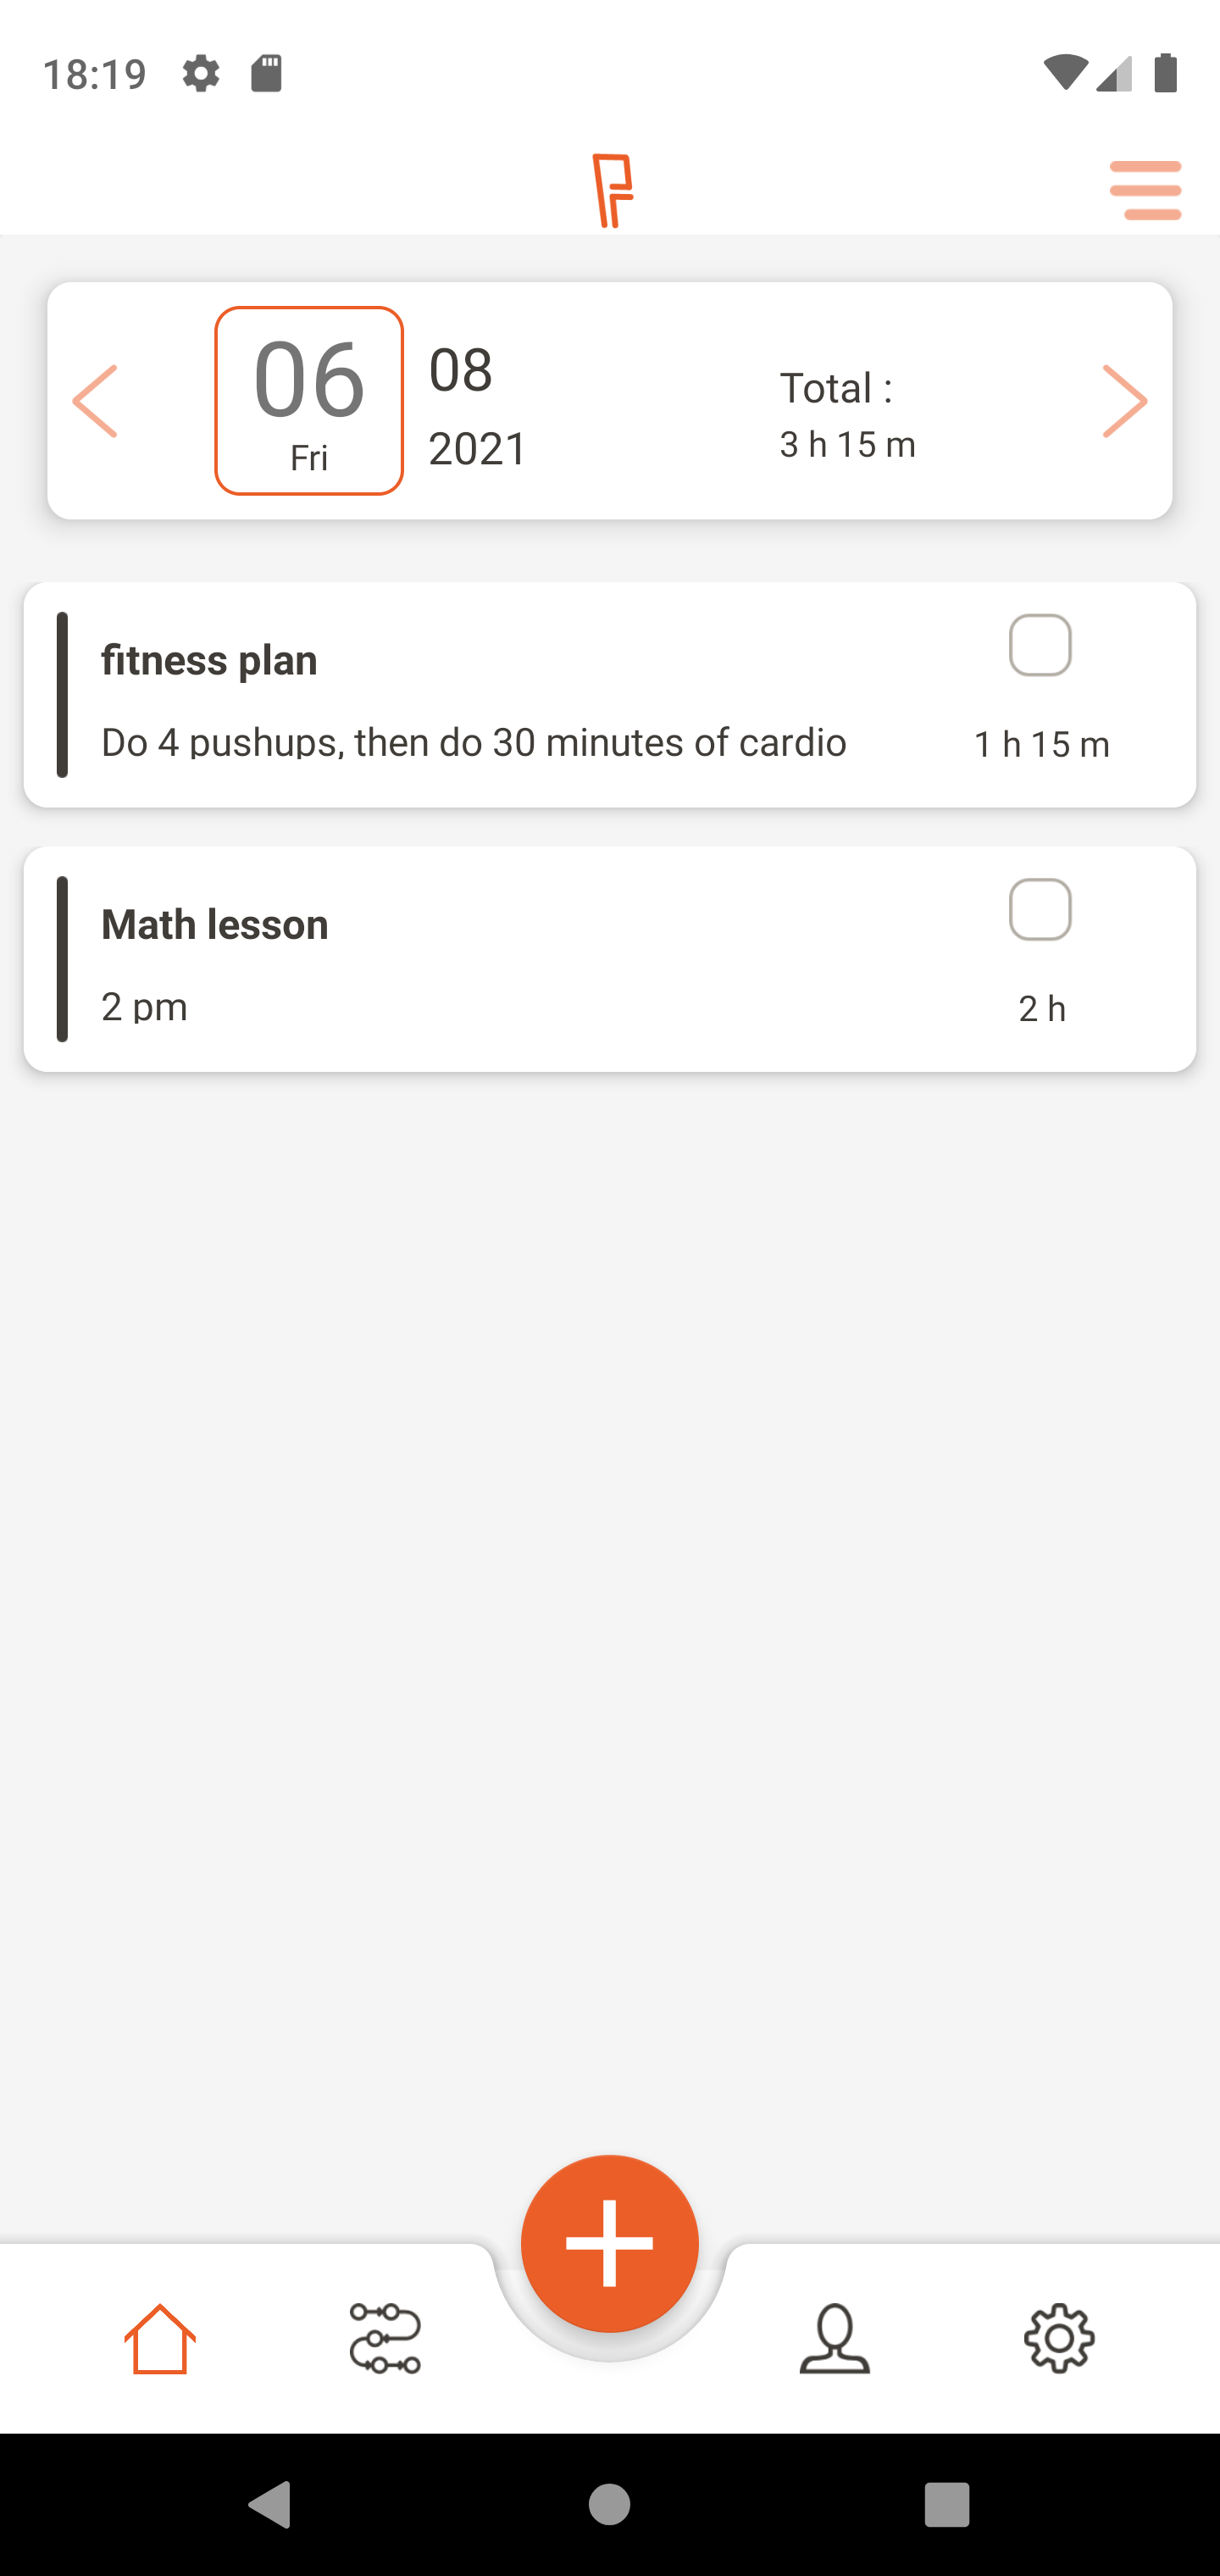 18:19
06
Fri
08
2021
Total :
3 h 15 m
fitness plan
Do 4 pushups, then do 30 minutes of cardio
1 h 15 m
Math lesson
2 pm
2 h